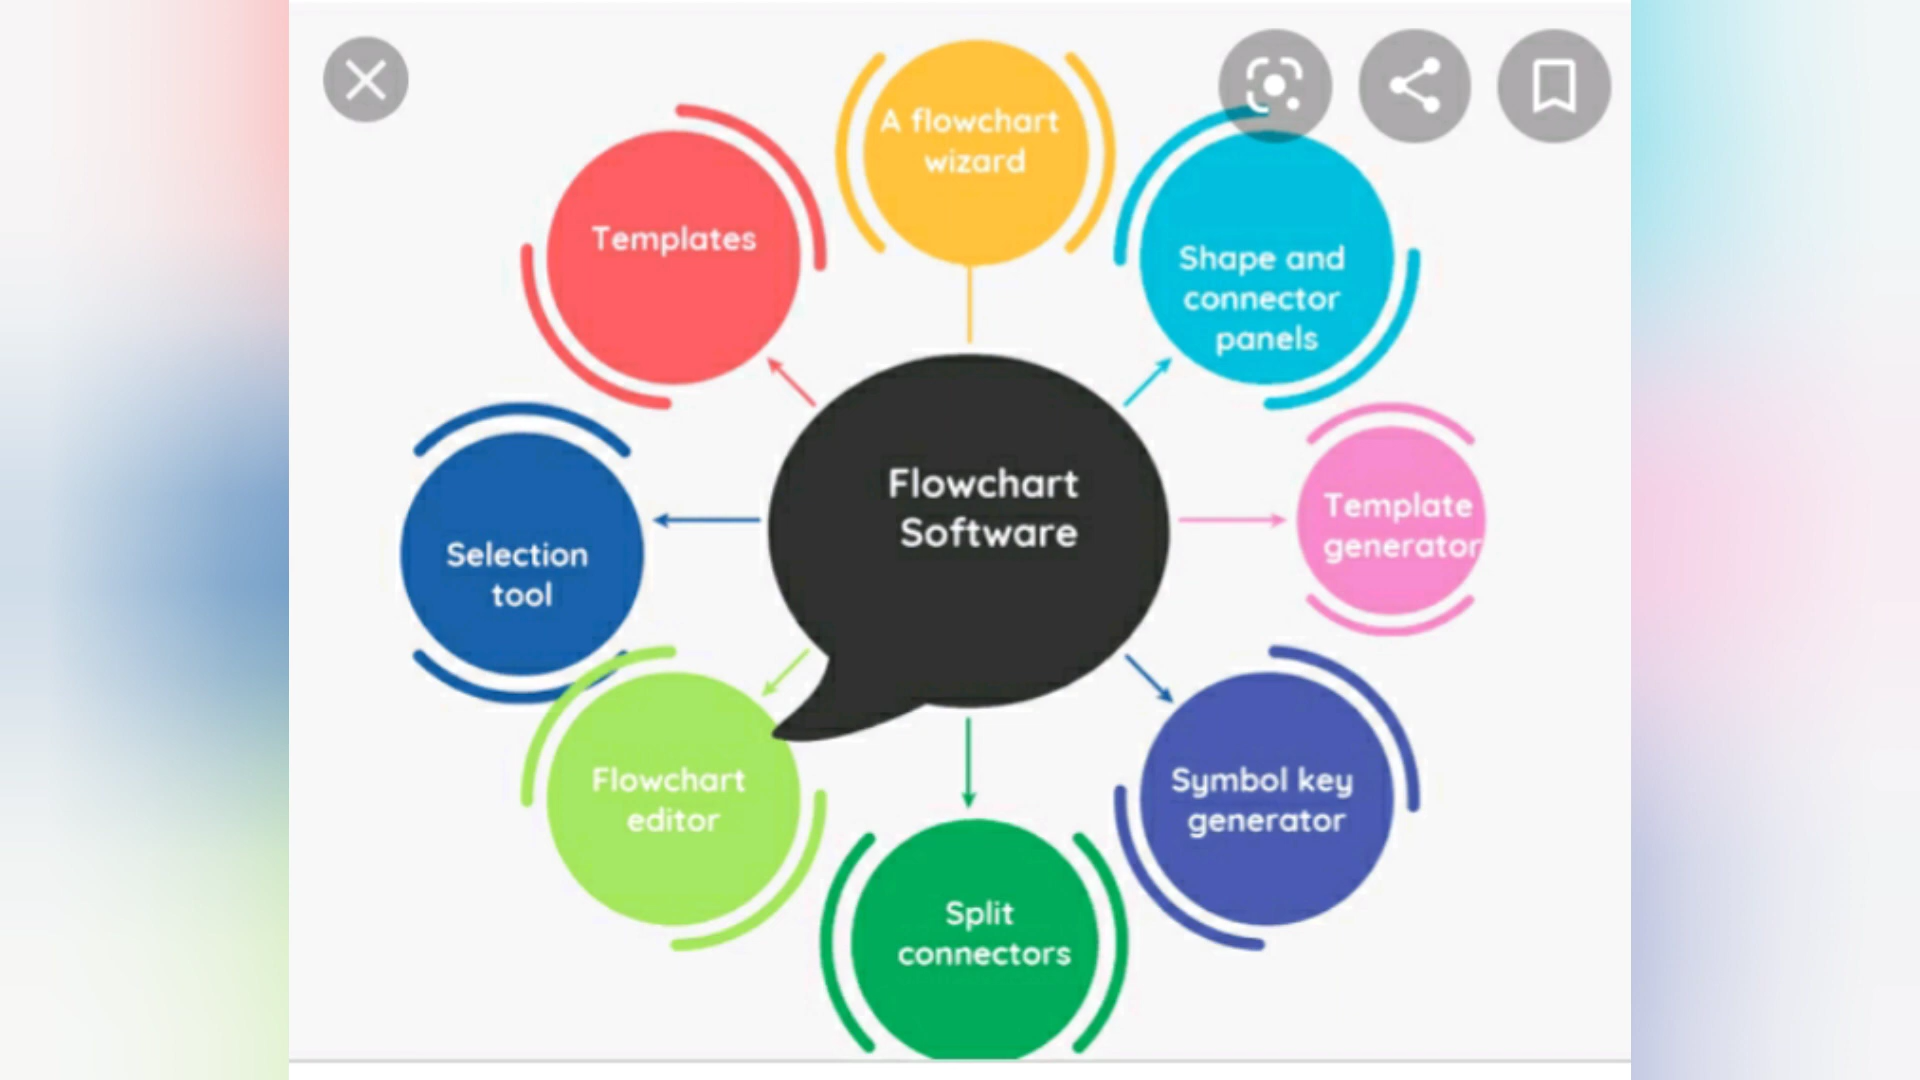 A flowchart
wizard
Templates
Shape and
connector
panels
Flowchart
Software
Template
generator
Selection
tool
Flowchart
editor
Symbol key
generator
Split
connectors